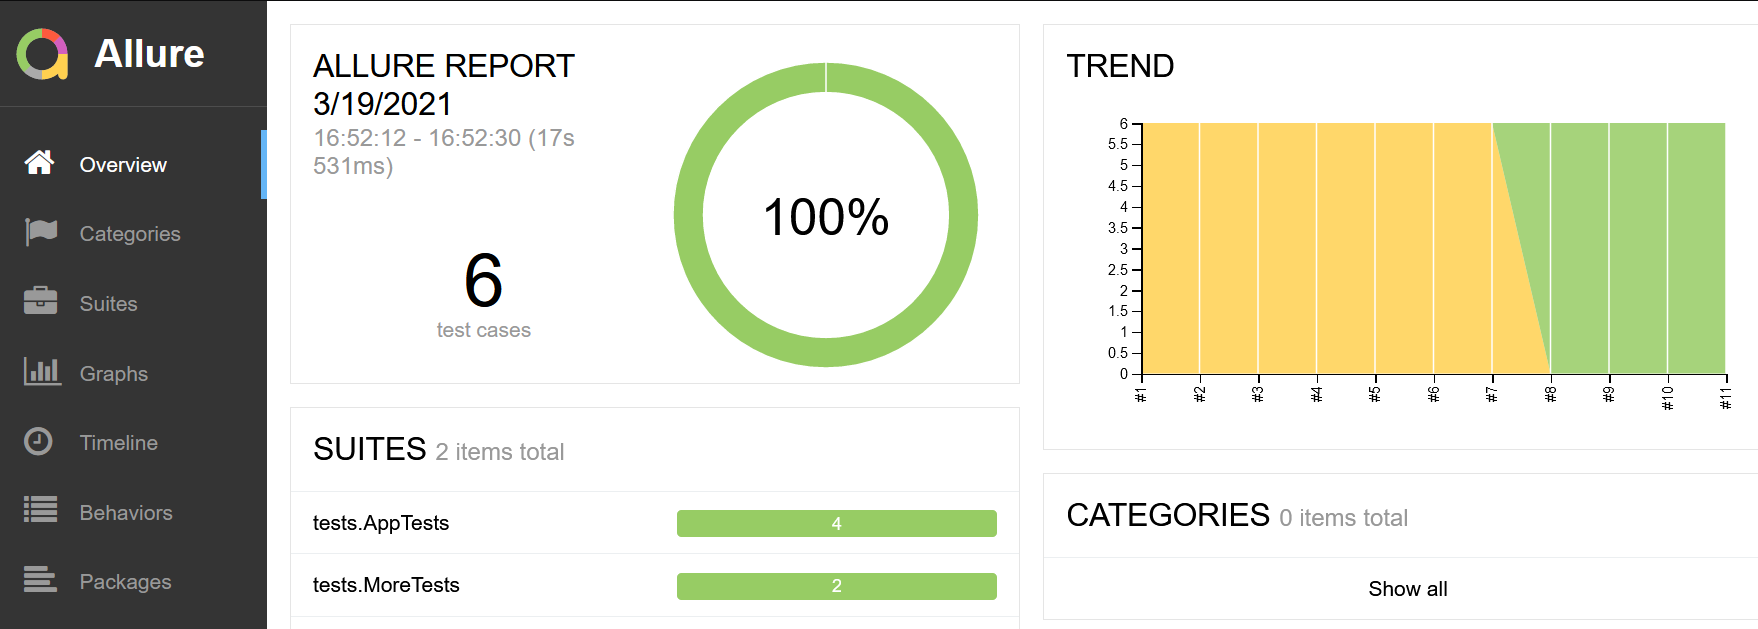 Allure
Overview
Categories
Suites
Graphs
Timeline
Behaviors
Packages
ALLURE REPORT
3/19/2021
16:52:12 - 16:52:30 (17s
531ms)
6
test cases
100%
SUITES 2 items total
tests.AppTests 4
tests.MoreTests 2
TREND
6
5.5
5
4.5
4
3.5
3
2.5
2
1.5
1
0.5
0
#1 #2 #3 #4 #5 #6 #7 #8 #9 #10 #11
CATEGORIES 0 items total
Show all